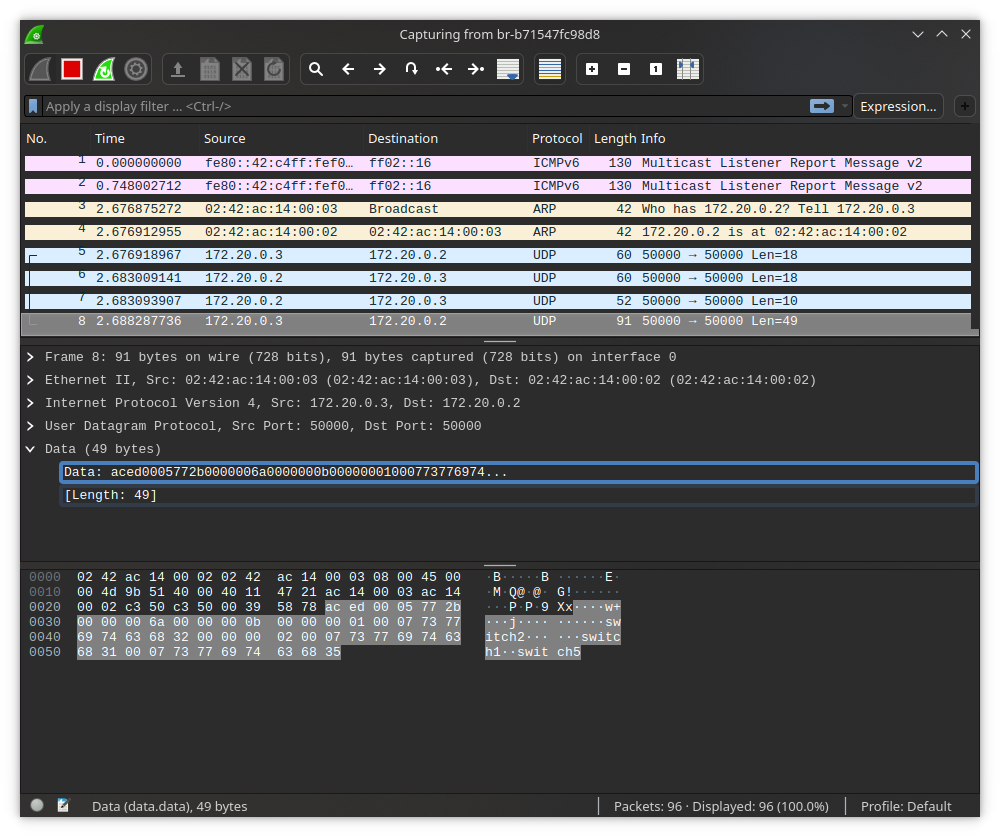 Capturing from br-b71547fc98d8
Apply a display filter ... <Ctrl-/>
Expression...
No. Time Source Destination Protocol Length Info
1 0.000000000 fe80::42:c4ff:fef0… ff02::16 ICMPv6 130 Multicast Listener Report Message v2
2 0.748002712 fe80::42:c4ff:fef0… ff02::16 ICMPv6 130 Multicast Listener Report Message v2
3 2.676875272 02:42:ac:14:00:03 Broadcast ARP 42 Who has 172.20.0.2? Tell 172.20.0.3
4 2.676912955 02:42:ac:14:00:02 02:42:ac:14:00:03 ARP 42 172.20.0.2 is at 02:42:ac:14:00:02
5 2.676918967 172.20.0.3 172.20.0.2 UDP 60 50000 → 50000 Len=18
6 2.683009141 172.20.0.2 172.20.0.3 UDP 60 50000 → 50000 Len=18
7 2.683093907 172.20.0.2 172.20.0.3 UDP 52 50000 → 50000 Len=10
8 2.688287736 172.20.0.3 172.20.0.2 UDP 91 50000 → 50000 Len=49
Frame 8: 91 bytes on wire (728 bits), 91 bytes captured (728 bits) on interface 0
Ethernet II, Src: 02:42:ac:14:00:03 (02:42:ac:14:00:03), Dst: 02:42:ac:14:00:02 (02:42:ac:14:00:02)
Internet Protocol Version 4, Src: 172.20.0.3, Dst: 172.20.0.2
User Datagram Protocol, Src Port: 50000, Dst Port: 50000
Data (49 bytes)
Data: aced0005772b0000006a0000000b00000001000773776974...
[Length: 49]
0000 02 42 ac 14 00 02 02 42 ac 14 00 03 08 00 45 00 ·B·····B ······E·
0010 00 4d 9b 51 40 00 40 11 47 21 ac 14 00 03 ac 14 ·M·Q@·@· G!······
0020 00 02 c3 50 c3 50 00 39 58 78 ac ed 00 05 77 2b ···P·P·9 Xx····w+
0030 00 00 00 6a 00 00 00 0b 00 00 00 01 00 07 73 77 ···j···· ······sw
0040 69 74 63 68 32 00 00 00 02 00 07 73 77 69 74 63 itch2··· ···switc
0050 68 31 00 07 73 77 69 74 63 68 35 h1··swit ch5
Data (data.data), 49 bytes
Packets: 96 · Displayed: 96 (100.0%)
Profile: Default